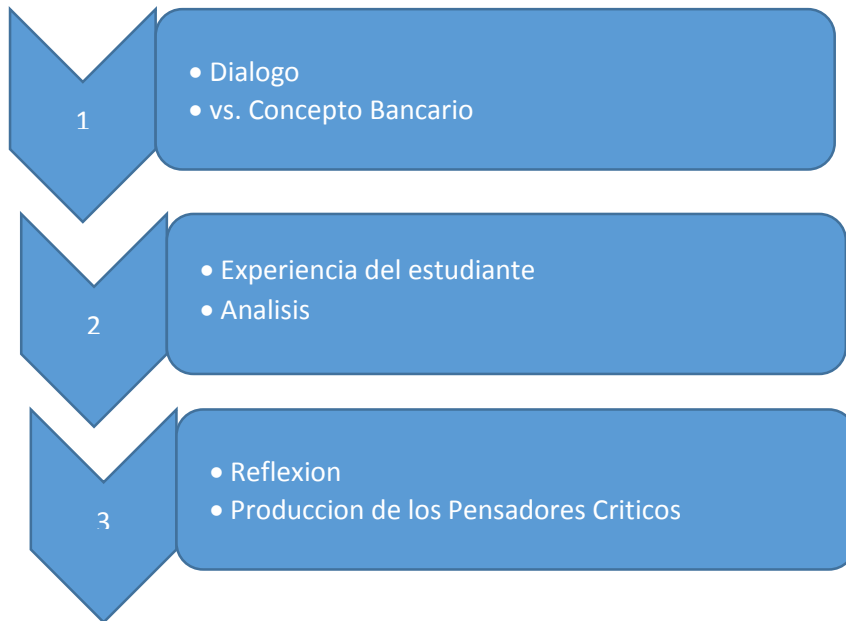 1
• Dialogo
• vs. Concepto Bancario
2
• Experiencia del estudiante
• Analisis
3
• Reflexion
• Produccion de los Pensadores Criticos